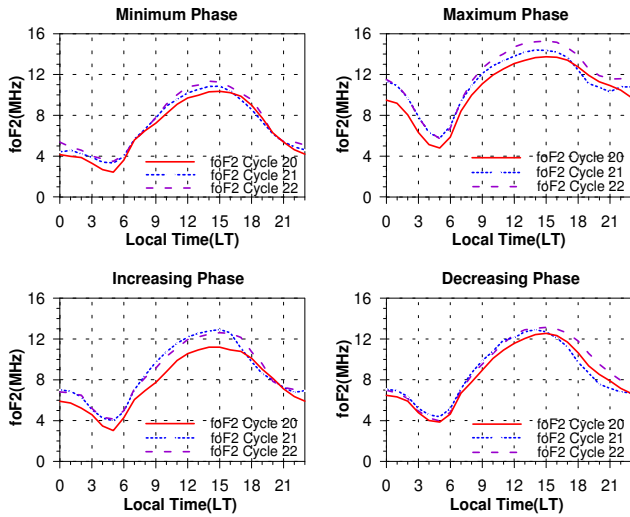 Minimum Phase
16
12
8
4
0
foF2(MHz)
foF2 Cycle 20
foF2 Cycle 21
foF2 Cycle 22
0 3 6 9 12 15 18 21
Local Time(LT)
Maximum Phase
16
12
8
4
0
foF2(MHz)
foF2 Cycle 20
foF2 Cycle 21
foF2 Cycle 22
0 3 6 9 12 15 18 21
Local Time(LT)
Increasing Phase
16
12
8
4
0
foF2(MHz)
foF2 Cycle 20
foF2 Cycle 21
foF2 Cycle 22
0 3 6 9 12 15 18 21
Local Time(LT)
Decreasing Phase
16
12
8
4
0
foF2(MHz)
foF2 Cycle 20
foF2 Cycle 21
foF2 Cycle 22
0 3 6 9 12 15 18 21
Local Time(LT)